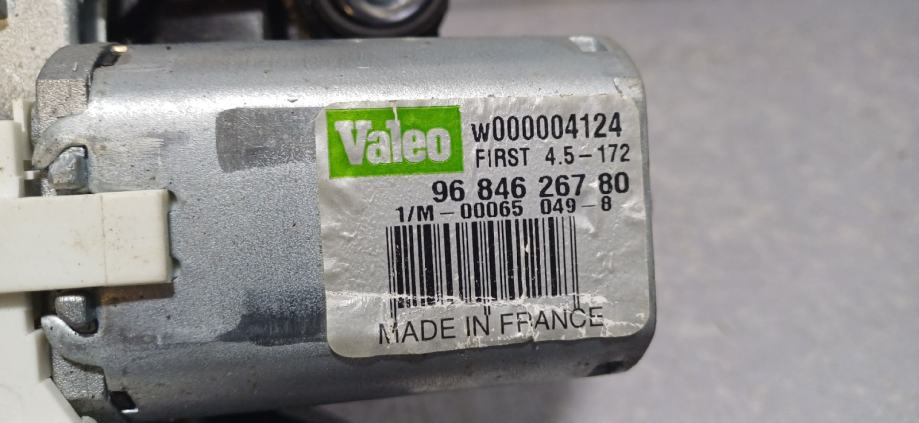 Valeo
W000004124
FIRST 4.5-172
96 846 267 80
1/M-00065 049-8
MADE IN FRANCE